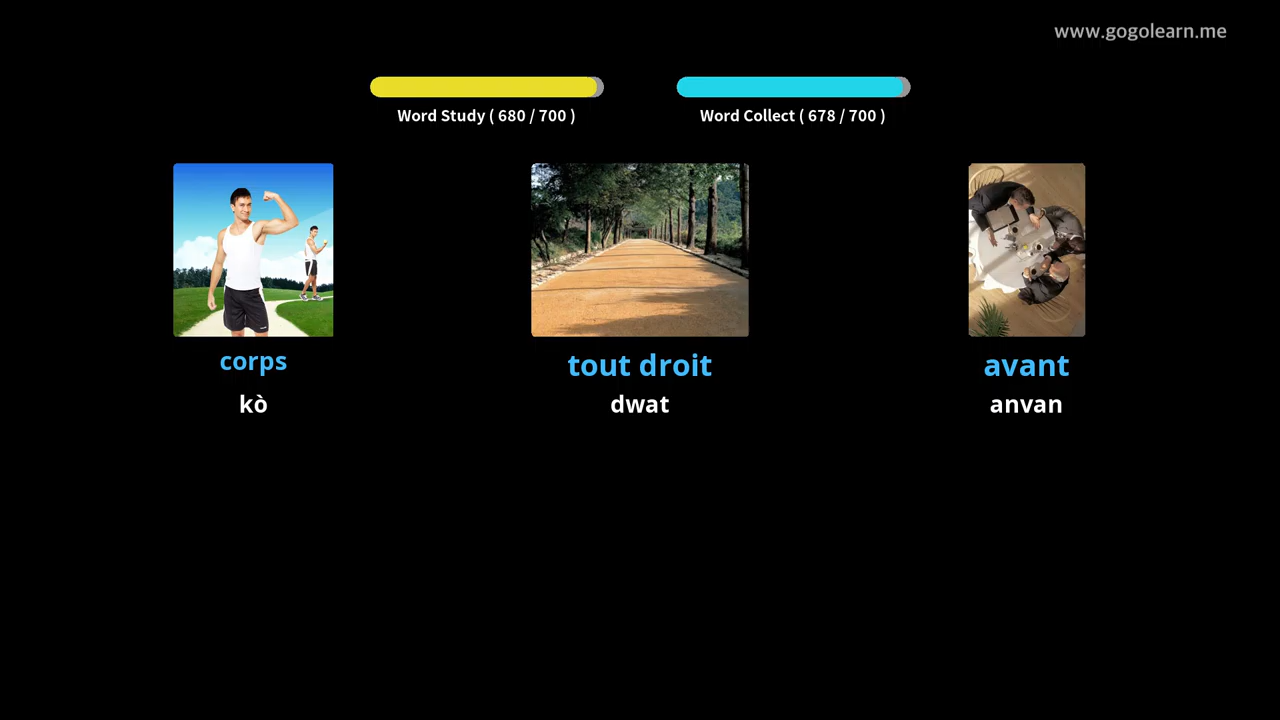 www.gogolearn.me
Word Study ( 680 / 700 )
Word Collect ( 678 / 700 )
corps
tout droit
avant
kò
dwat
anvan